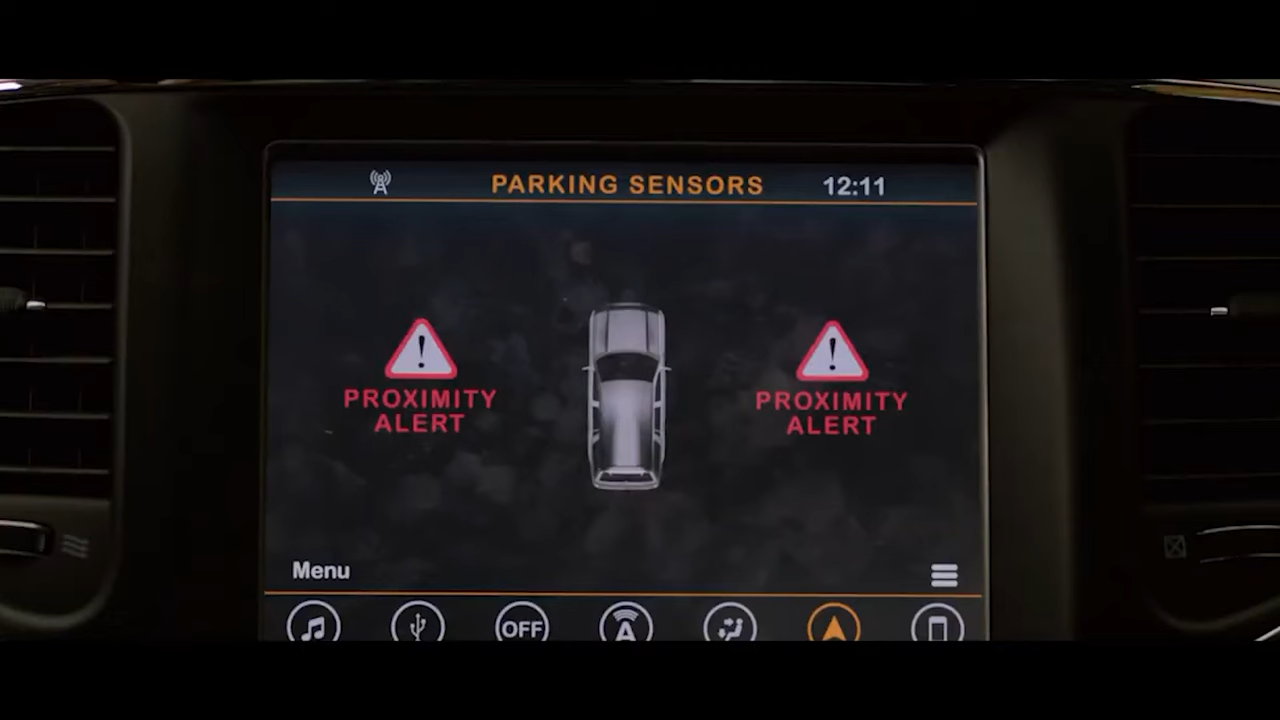 PARKING SENSORS 12:11
PROXIMITY
ALERT
PROXIMITY
ALERT
Menu
OFF
A